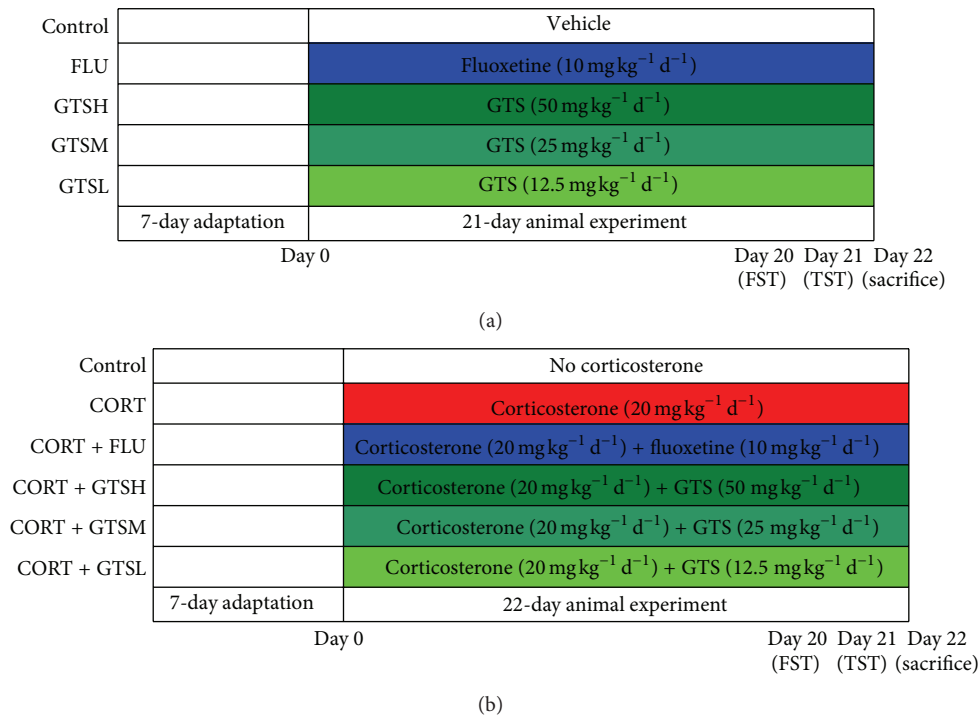 Control Vehicle
FLU Fluoxetine (10 mg kg⁻¹ d⁻¹)
GTSH GTS (50 mg kg⁻¹ d⁻¹)
GTSM GTS (25 mg kg⁻¹ d⁻¹)
GTSL GTS (12.5 mg kg⁻¹ d⁻¹)
7-day adaptation 21-day animal experiment
Day 0 Day 20 Day 21 Day 22
(FST) (TST) (sacrifice)
(a)
Control No corticosterone
CORT Corticosterone (20 mg kg⁻¹ d⁻¹)
CORT + FLU Corticosterone (20 mg kg⁻¹ d⁻¹) + fluoxetine (10 mg kg⁻¹ d⁻¹)
CORT + GTSH Corticosterone (20 mg kg⁻¹ d⁻¹) + GTS (50 mg kg⁻¹ d⁻¹)
CORT + GTSM Corticosterone (20 mg kg⁻¹ d⁻¹) + GTS (25 mg kg⁻¹ d⁻¹)
CORT + GTSL Corticosterone (20 mg kg⁻¹ d⁻¹) + GTS (12.5 mg kg⁻¹ d⁻¹)
7-day adaptation 22-day animal experiment
Day 0 Day 20 Day 21 Day 22
(FST) (TST) (sacrifice)
(b)